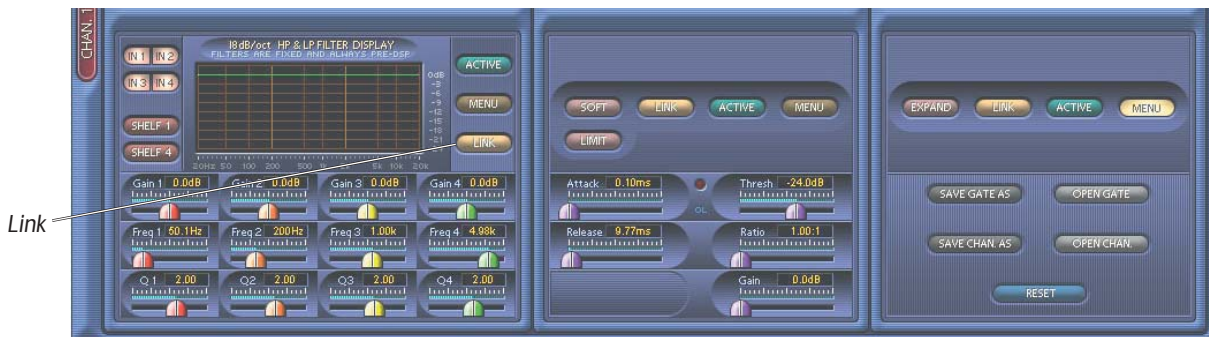 CHAN. 1
Link
18dB/oct HP & LP FILTER DISPLAY
FILTERS ARE FIXED AND ALWAYS PRE-DSP.
IN 1 IN 2
IN 3 IN 4
SHELF 1
SHELF 4
0dB
-3
-6
-9
-12
-15
-18
-21
20Hz 50 100 200 500 1k 2k 5k 10k 20k
ACTIVE
MENU
LINK
Gain 1 0.0dB Gain 2 0.0dB Gain 3 0.0dB Gain 4 0.0dB
Freq 1 50.1Hz Freq 2 200Hz Freq 3 1.00k Freq 4 4.98k
Q 1 2.00 Q2 2.00 Q3 2.00 Q4 2.00
SOFT LINK ACTIVE MENU
LIMIT
Attack 0.10ms OL Thresh -24.0dB
Release 9.77ms Ratio 1.00:1
Gain 0.0dB
EXPAND LINK ACTIVE MENU
SAVE GATE AS OPEN GATE
SAVE CHAN. AS OPEN CHAN.
RESET